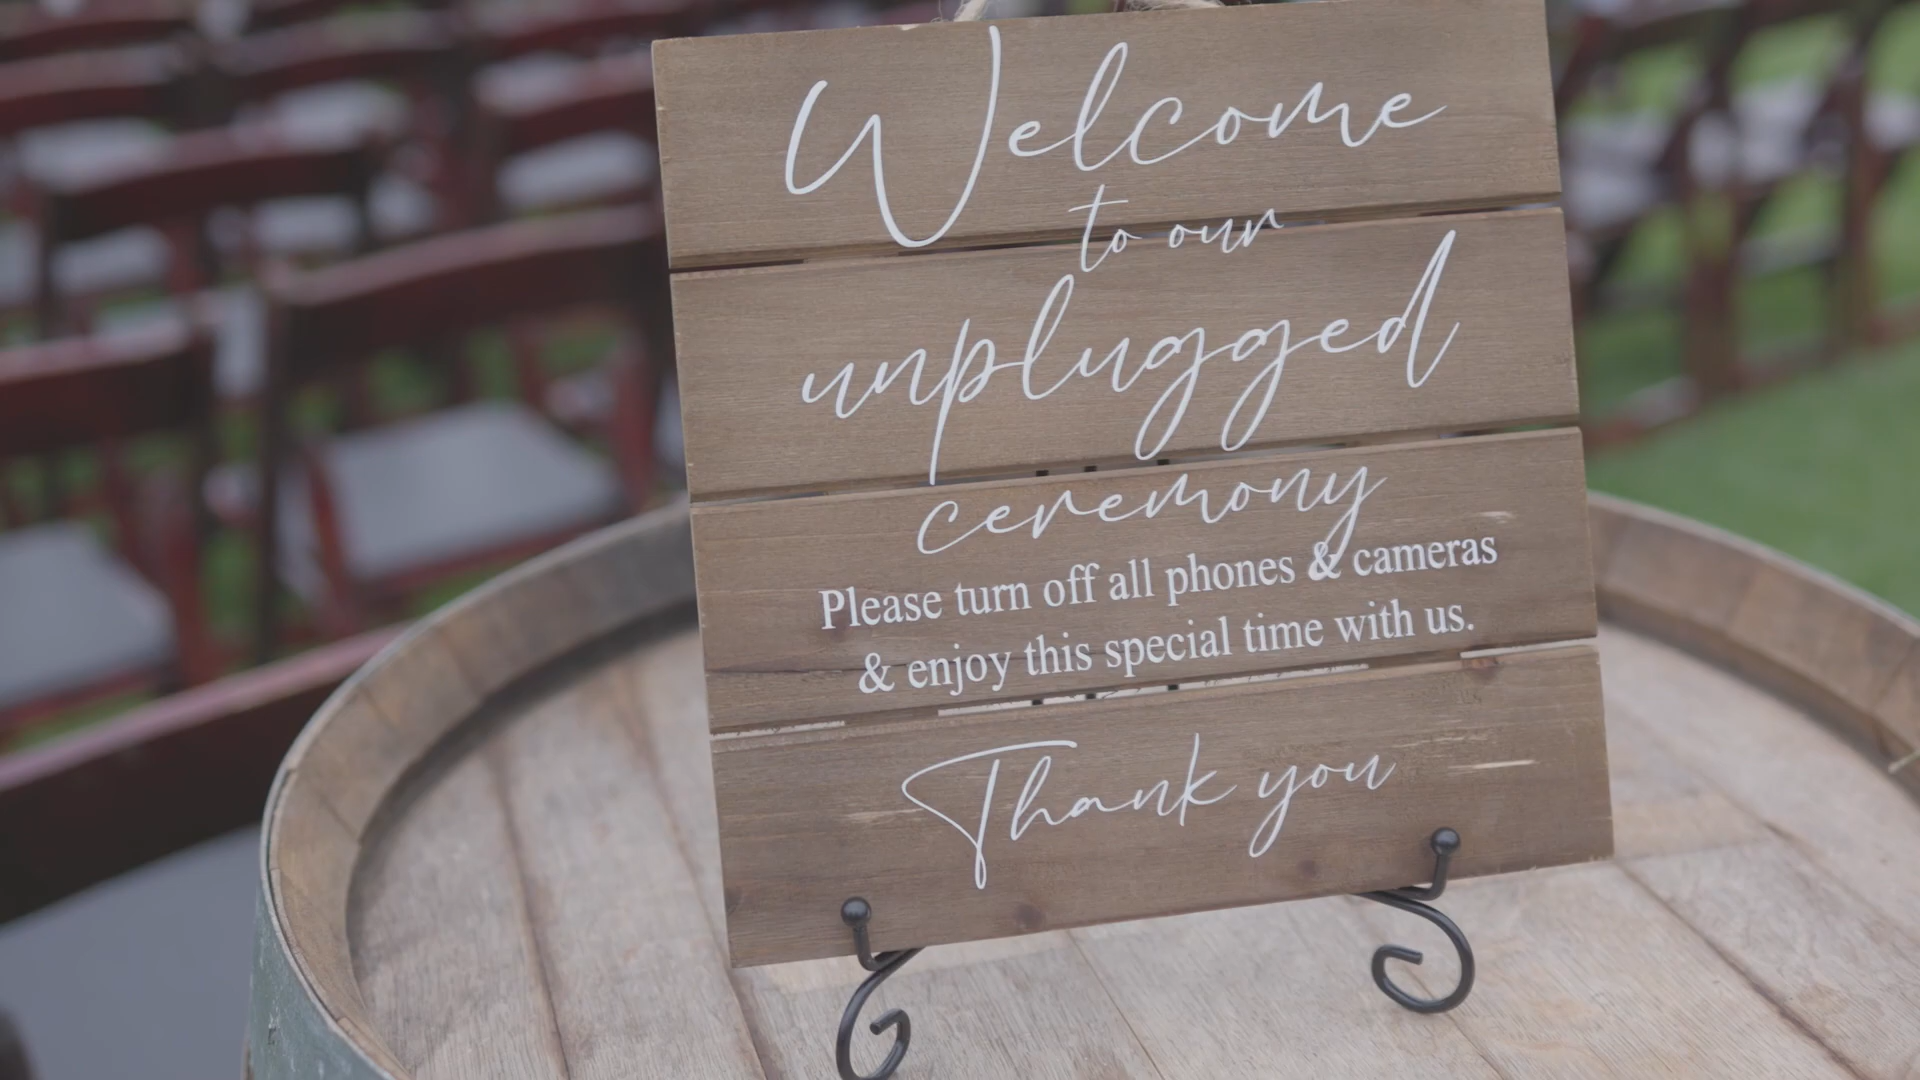 Welcome
to our
unplugged
ceremony
Please turn off all phones & cameras
& enjoy this special time with us.
Thank you